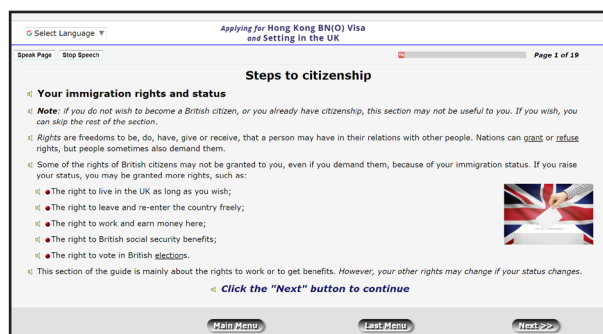 G Select Language ▼
Applying for Hong Kong BN(O) Visa
and Setting in the UK
Speak Page Stop Speech
Page 1 of 19
Steps to citizenship
Your immigration rights and status
Note: if you do not wish to become a British citizen, or you already have citizenship, this section may not be useful to you. If you wish, you
can skip the rest of the section.
Rights are freedoms to be, do, have, give or receive, that a person may have in their relations with other people. Nations can grant or refuse
rights, but people sometimes also demand them.
Some of the rights of British citizens may not be granted to you, even if you demand them, because of your immigration status. If you raise
your status, you may be granted more rights, such as:
The right to live in the UK as long as you wish;
The right to leave and re-enter the country freely;
The right to work and earn money here;
The right to British social security benefits;
The right to vote in British elections.
This section of the guide is mainly about the rights to work or to get benefits. However, your other rights may change if your status changes.
Click the "Next" button to continue
Main Menu Last Menu Next >>